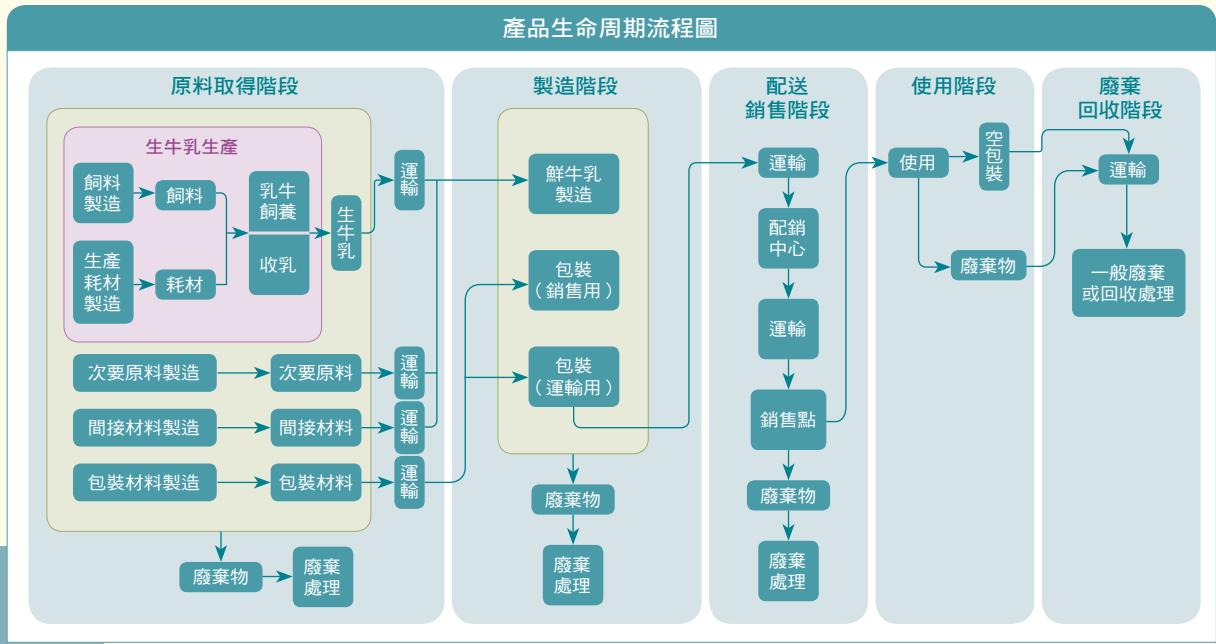 產品生命周期流程圖
原料取得階段
生牛乳生產
飼料
製造
飼料
生產
耗材
製造
耗材
乳牛
飼養
收乳
生牛乳
運輸
次要原料製造
次要原料
運輸
間接材料製造
間接材料
運輸
包裝材料製造
包裝材料
運輸
廢棄物
廢棄
處理
製造階段
鮮牛乳
製造
包裝
（銷售用）
包裝
（運輸用）
廢棄物
廢棄
處理
配送
銷售階段
運輸
配銷
中心
運輸
銷售點
廢棄物
廢棄
處理
使用階段
使用
空包裝
廢棄物
廢棄
回收階段
運輸
一般廢棄
或回收處理